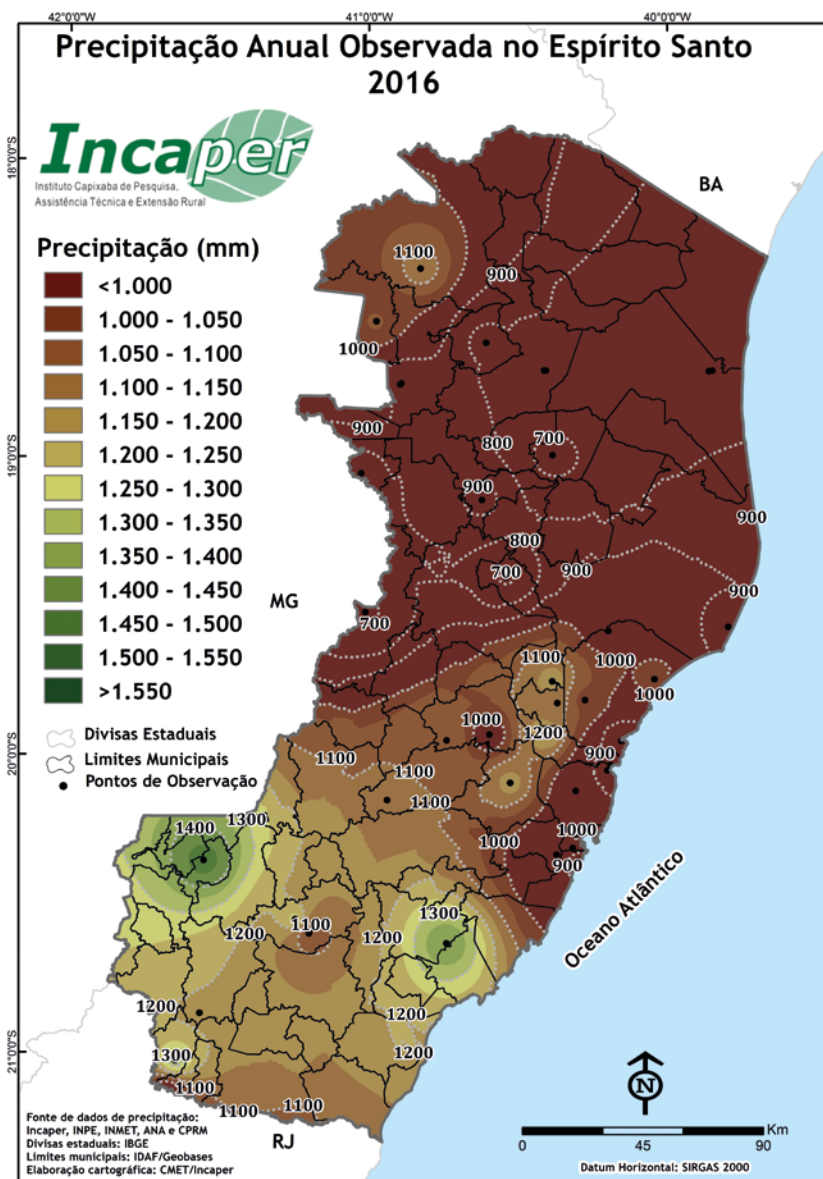 42°0'0"O 41°0'0"O 40°0'0"O
Precipitação Anual Observada no Espírito Santo
2016
Incaper
Instituto Capixaba de Pesquisa,
Assistência Técnica e Extensão Rural
18°0'0"S
19°0'0"S
20°0'0"S
21°0'0"S
Precipitação (mm)
<1.000
1.000 - 1.050
1.050 - 1.100
1.100 - 1.150
1.150 - 1.200
1.200 - 1.250
1.250 - 1.300
1.300 - 1.350
1.350 - 1.400
1.400 - 1.450
1.450 - 1.500
1.500 - 1.550
>1.550
Divisas Estaduais
Limites Municipais
Pontos de Observação
BA
MG
RJ
Oceano Atlântico
1100
900
1000
900
800
700
900
900
800
700
900
900
700
1100
1000
1000
1000
1200
900
1100
1100
1100
1300
1400
1000
1000
900
1300
1200
1100
1200
1200
1200
1200
1300
1100
1100
1100
Fonte de dados de precipitação:
Incaper, INPE, INMET, ANA e CPRM
Divisas estaduais: IBGE
Limites municipais: IDAF/Geobases
Elaboração cartográfica: CMET/Incaper
N
Km
0 45 90
Datum Horizontal: SIRGAS 2000